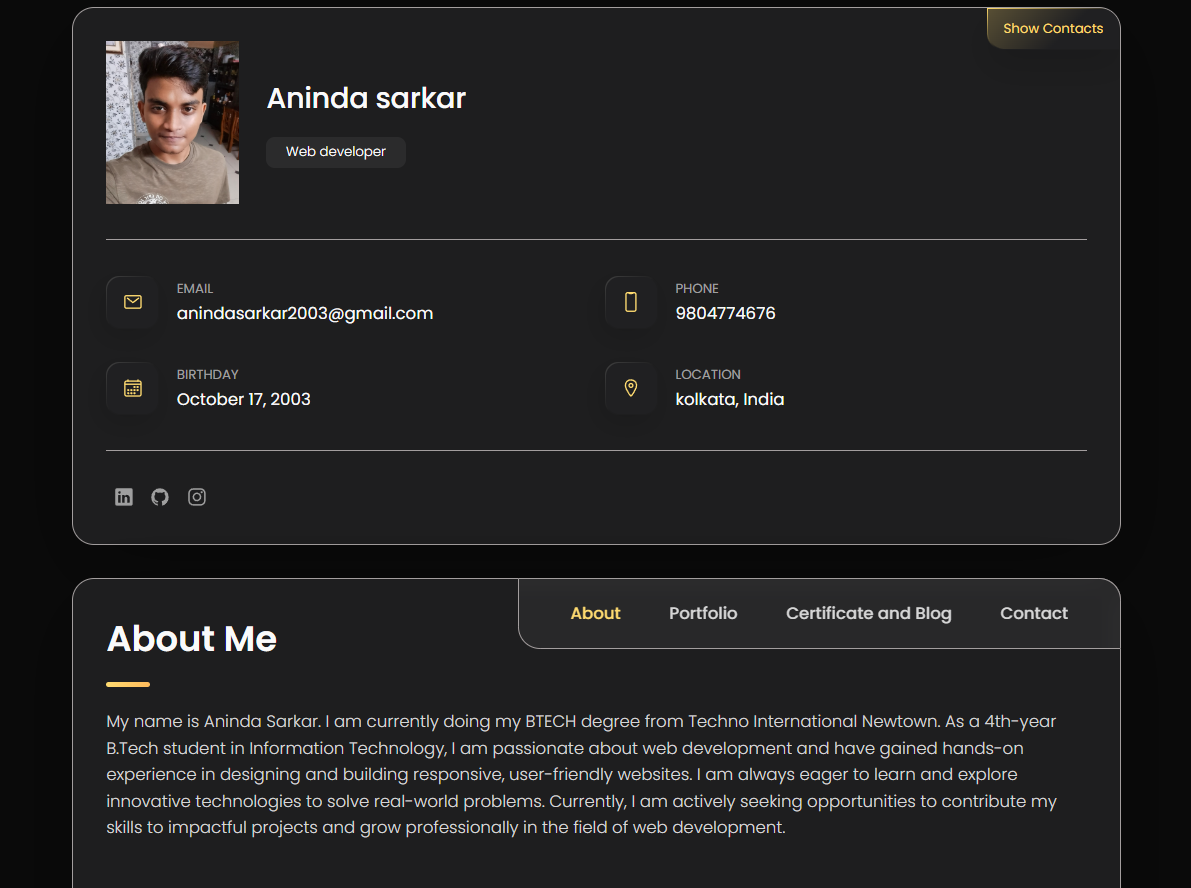 Show Contacts
Aninda sarkar
Web developer
EMAIL
anindasarkar2003@gmail.com
PHONE
9804774676
BIRTHDAY
October 17, 2003
LOCATION
kolkata, India
About Portfolio Certificate and Blog Contact
About Me
My name is Aninda Sarkar. I am currently doing my BTECH degree from Techno International Newtown. As a 4th-year
B.Tech student in Information Technology, I am passionate about web development and have gained hands-on
experience in designing and building responsive, user-friendly websites. I am always eager to learn and explore
innovative technologies to solve real-world problems. Currently, I am actively seeking opportunities to contribute my
skills to impactful projects and grow professionally in the field of web development.